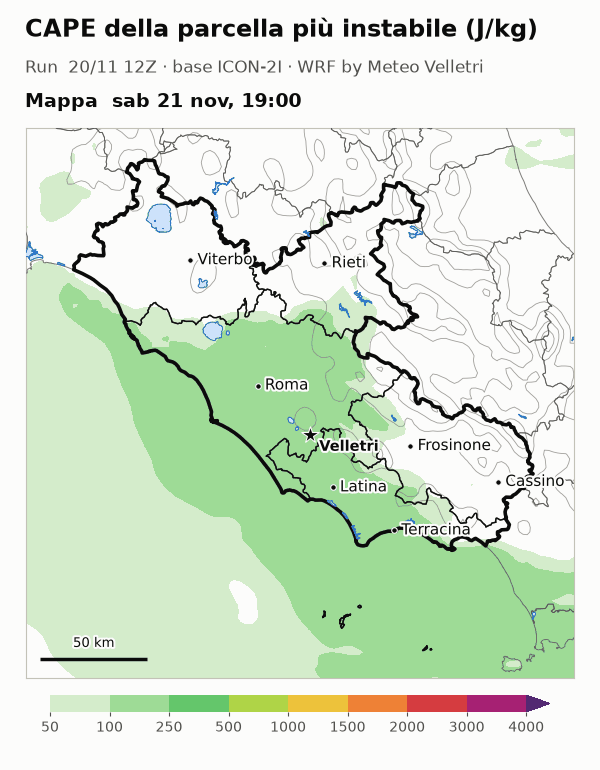 CAPE della parcella più instabile (J/kg)
Run 20/11 12Z · base ICON-2I · WRF by Meteo Velletri
Mappa sab 21 nov, 19:00
Viterbo
Rieti
Roma
Velletri
Frosinone
Latina
Cassino
Terracina
50 km
50 100 250 500 1000 1500 2000 3000 4000